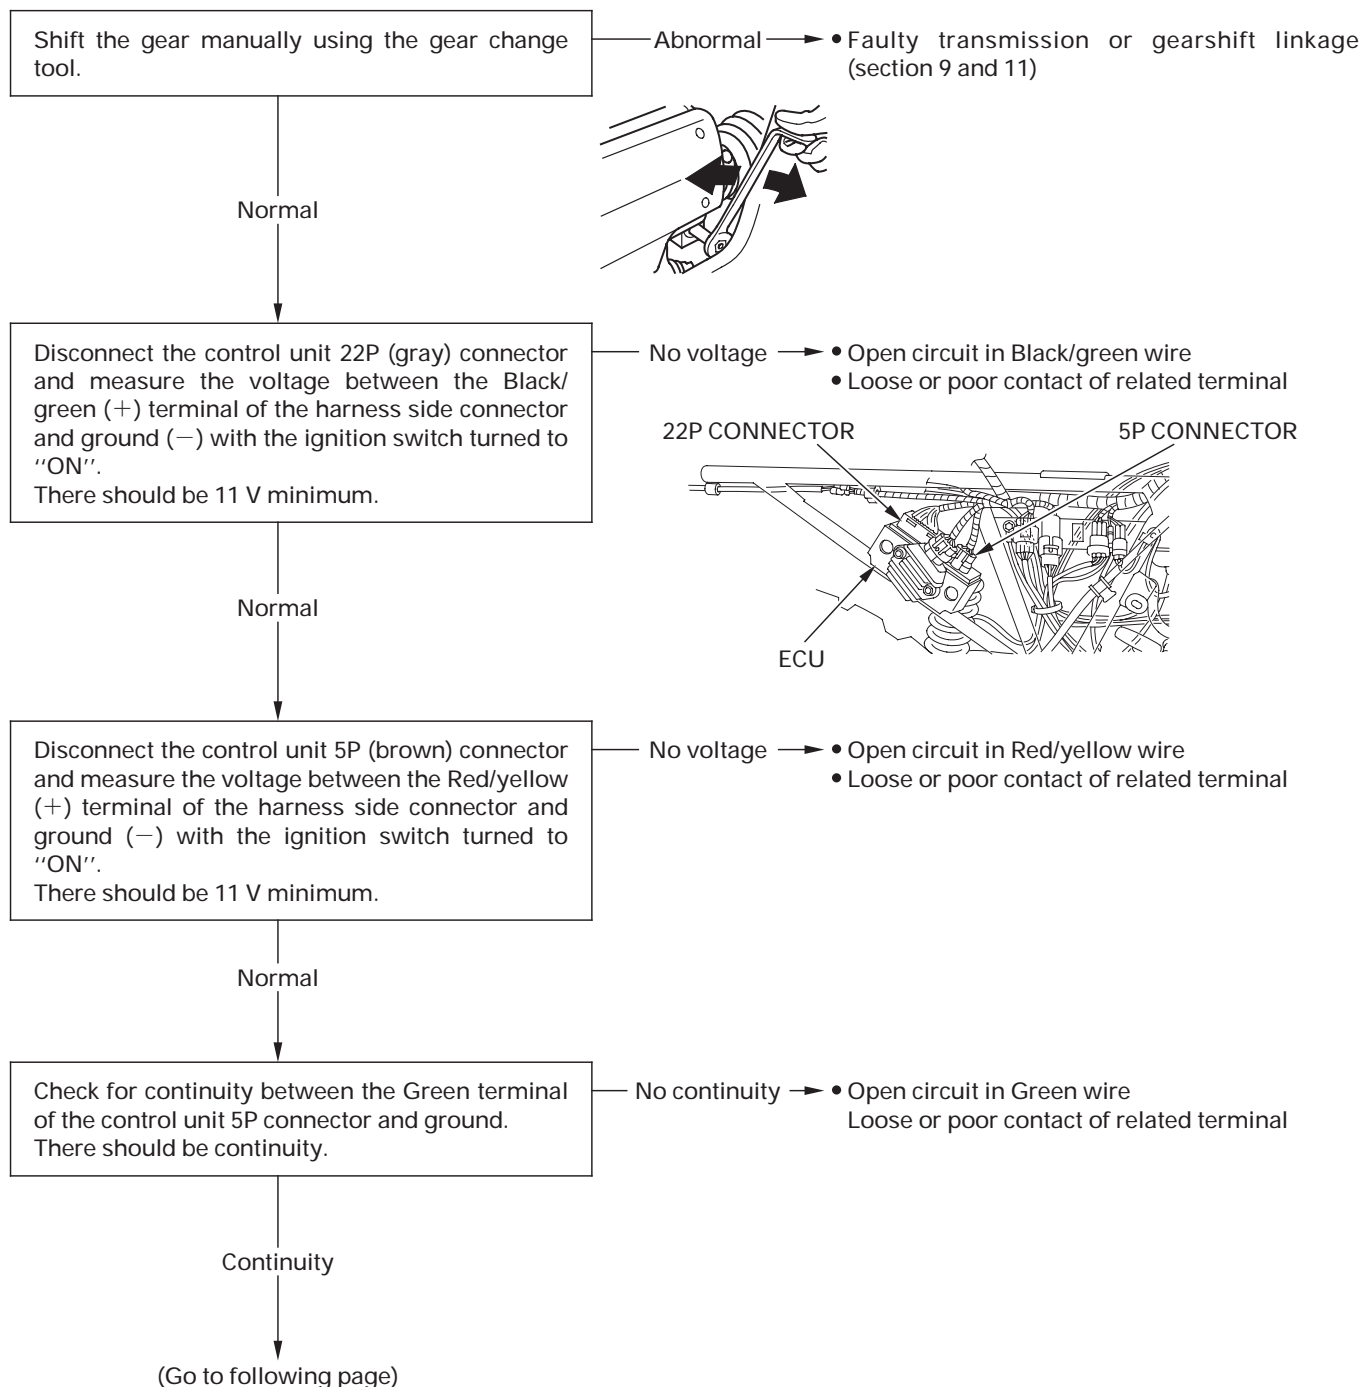 Shift the gear manually using the gear change
tool.
Abnormal
• Faulty transmission or gearshift linkage
(section 9 and 11)
Normal
Disconnect the control unit 22P (gray) connector
and measure the voltage between the Black/
green (+) terminal of the harness side connector
and ground (−) with the ignition switch turned to
''ON''.
There should be 11 V minimum.
No voltage
• Open circuit in Black/green wire
• Loose or poor contact of related terminal
22P CONNECTOR
5P CONNECTOR
ECU
Normal
Disconnect the control unit 5P (brown) connector
and measure the voltage between the Red/yellow
(+) terminal of the harness side connector and
ground (−) with the ignition switch turned to
''ON''.
There should be 11 V minimum.
No voltage
• Open circuit in Red/yellow wire
• Loose or poor contact of related terminal
Normal
Check for continuity between the Green terminal
of the control unit 5P connector and ground.
There should be continuity.
No continuity
• Open circuit in Green wire
Loose or poor contact of related terminal
Continuity
(Go to following page)